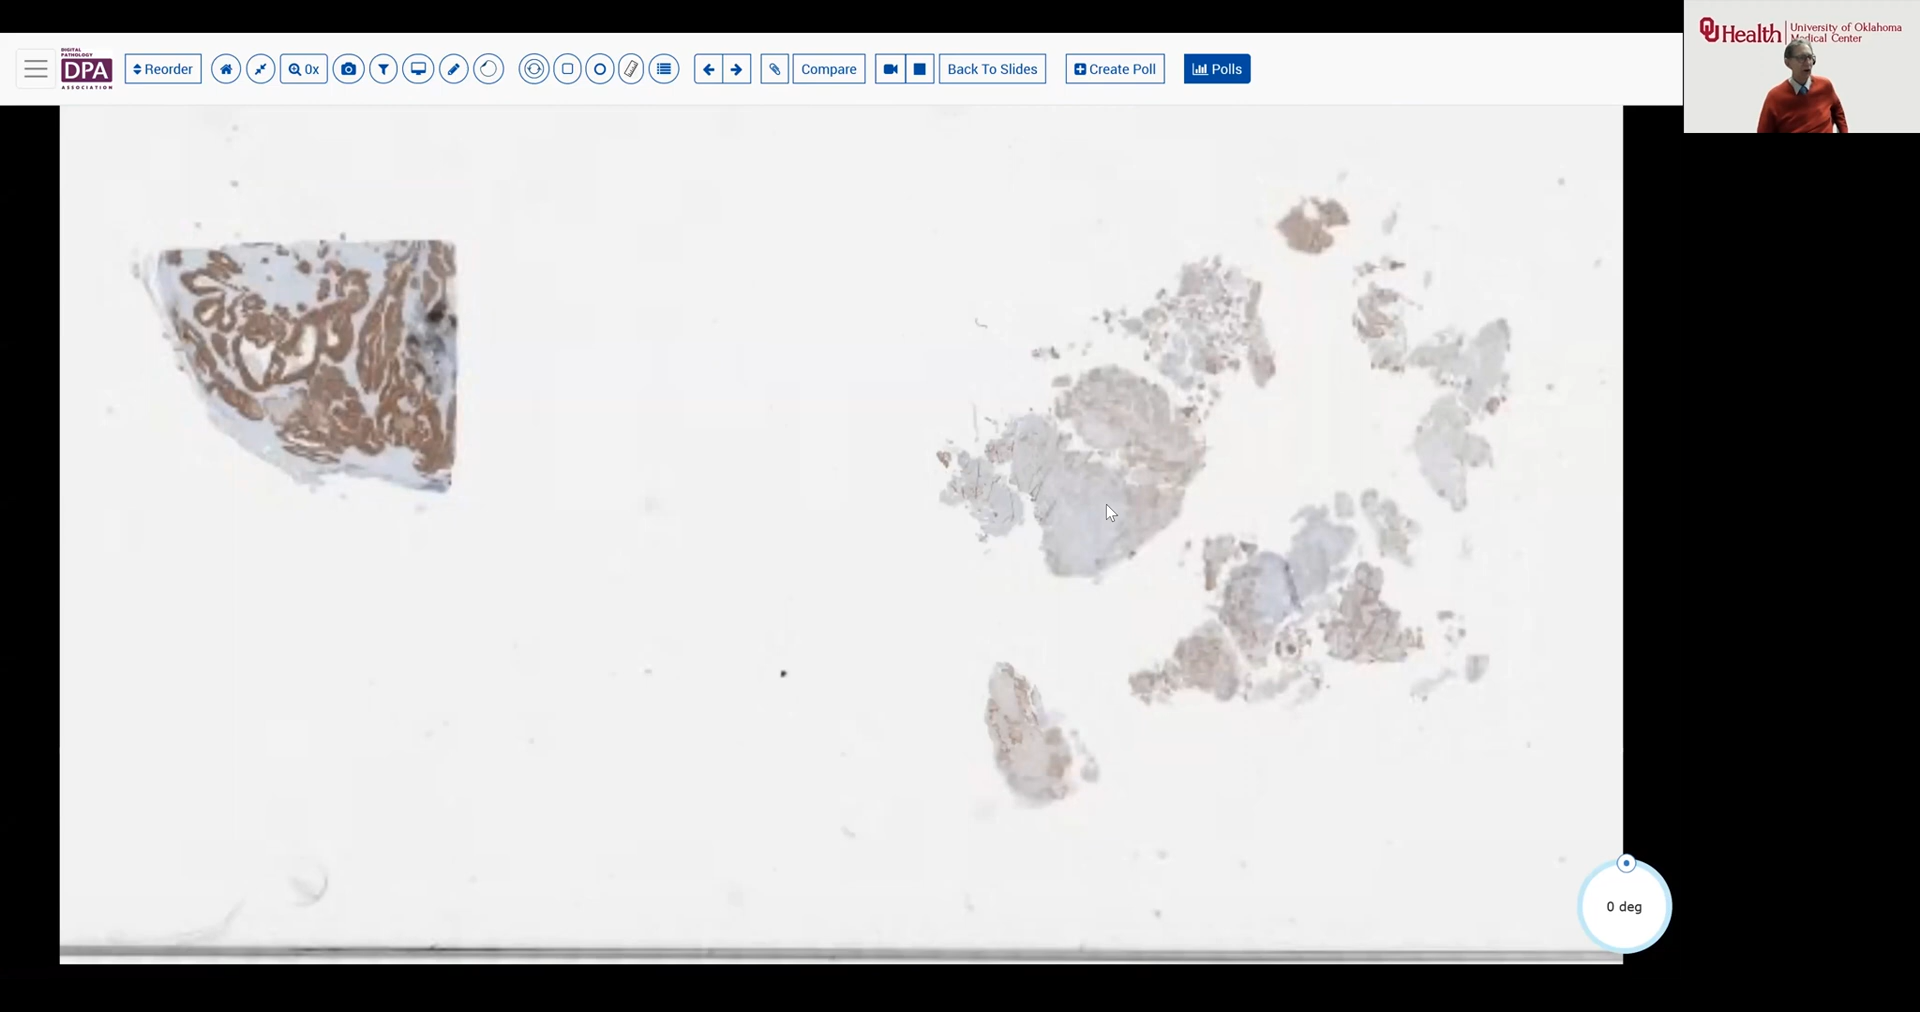 DIGITAL
PATHOLOGY
DPA
ASSOCIATION
Reorder
0x
Compare
Back To Slides
Create Poll
Polls
OU Health
University of Oklahoma
Medical Center
0 deg